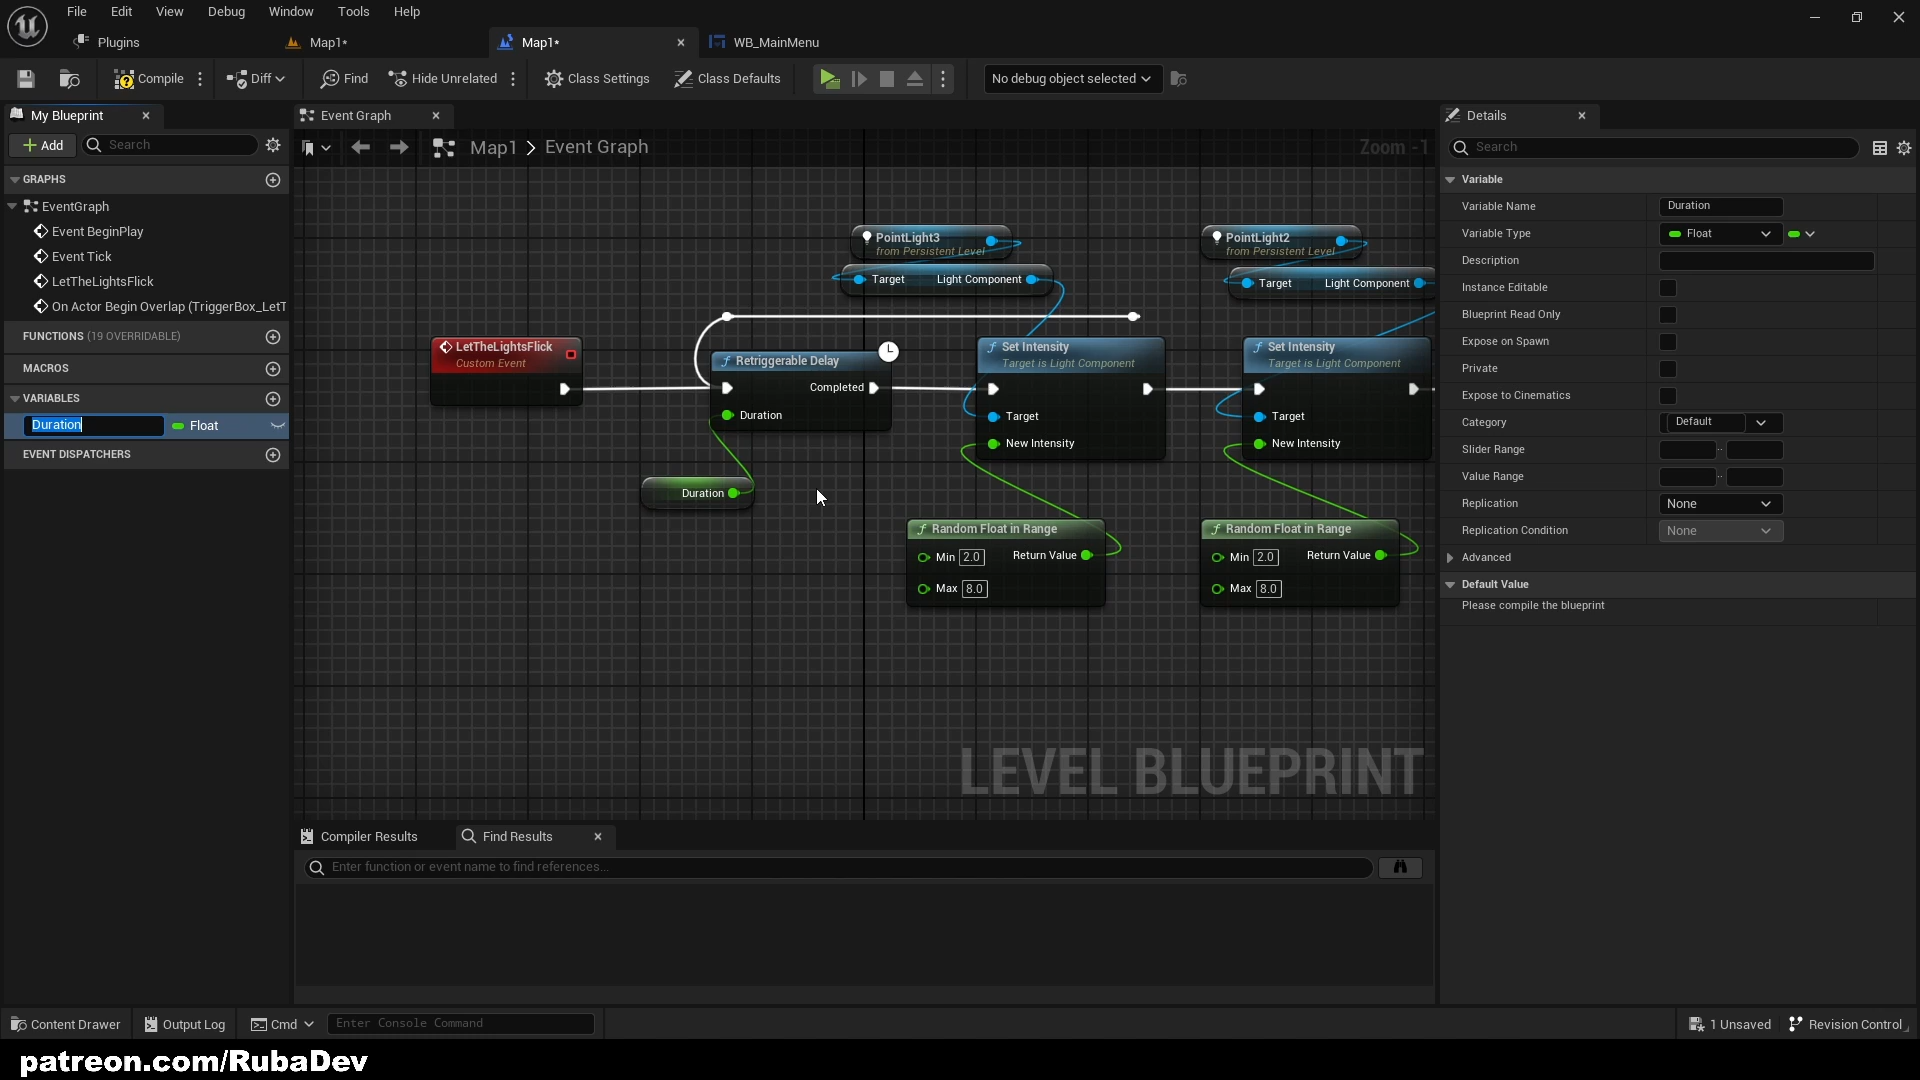 File Edit View Debug Window Tools Help
Plugins Map1* Map1* WB_MainMenu
Compile Diff Find Hide Unrelated Class Settings Class Defaults No debug object selected
My Blueprint
Add Search
GRAPHS
EventGraph
Event BeginPlay
Event Tick
LetTheLightsFlick
On Actor Begin Overlap (TriggerBox_LetT
FUNCTIONS (19 OVERRIDABLE)
MACROS
VARIABLES
Duration Float
EVENT DISPATCHERS
Event Graph
Map1 > Event Graph
Zoom -1
PointLight3
from Persistent Level
Target Light Component
PointLight2
from Persistent Level
Target Light Component
LetTheLightsFlick
Custom Event
Retriggerable Delay
Completed
Duration
Duration
Set Intensity
Target is Light Component
Target
New Intensity
Set Intensity
Target is Light Component
Target
New Intensity
Random Float in Range
Min 2.0 Return Value
Max 8.0
Random Float in Range
Min 2.0 Return Value
Max 8.0
LEVEL BLUEPRINT
Compiler Results Find Results
Enter function or event name to find references...
Details
Search
Variable
Variable Name Duration
Variable Type Float
Description
Instance Editable
Blueprint Read Only
Expose on Spawn
Private
Expose to Cinematics
Category Default
Slider Range
Value Range
Replication None
Replication Condition None
Advanced
Default Value
Please compile the blueprint
Content Drawer Output Log Cmd Enter Console Command 1 Unsaved Revision Control
patreon.com/RubaDev